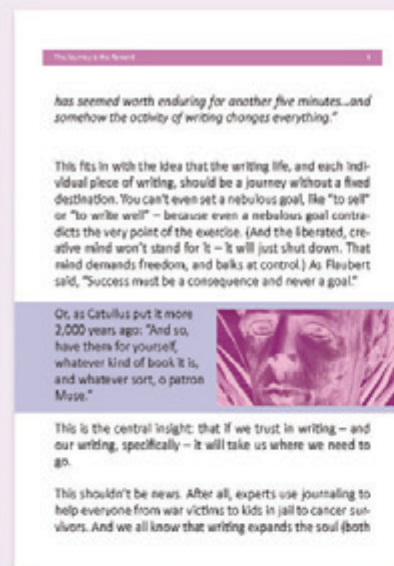 The Journey is the Reward
has seemed worth enduring for another five minutes...and
somehow the activity of writing changes everything."
This fits in with the idea that the writing life, and each indi-
vidual piece of writing, should be a journey without a fixed
destination. You can't even set a nebulous goal, like "to sell"
or "to write well" – because even a nebulous goal contra-
dicts the very point of the exercise. (And the liberated, cre-
ative mind won't stand for it – it will just shut down. That
mind demands freedom, and balks at control.) As Flaubert
said, "Success must be a consequence and never a goal."
Or, as Catullus put it more
2,000 years ago: "And so,
have them for yourself,
whatever kind of book it is,
and whatever sort, o patron
Muse."
This is the central insight: that if we trust in writing – and
our writing, specifically – it will take us where we need to
go.
This shouldn't be news. After all, experts use journaling to
help everyone from war victims to kids in jail to cancer sur-
vivors. And we all know that writing expands the soul (both